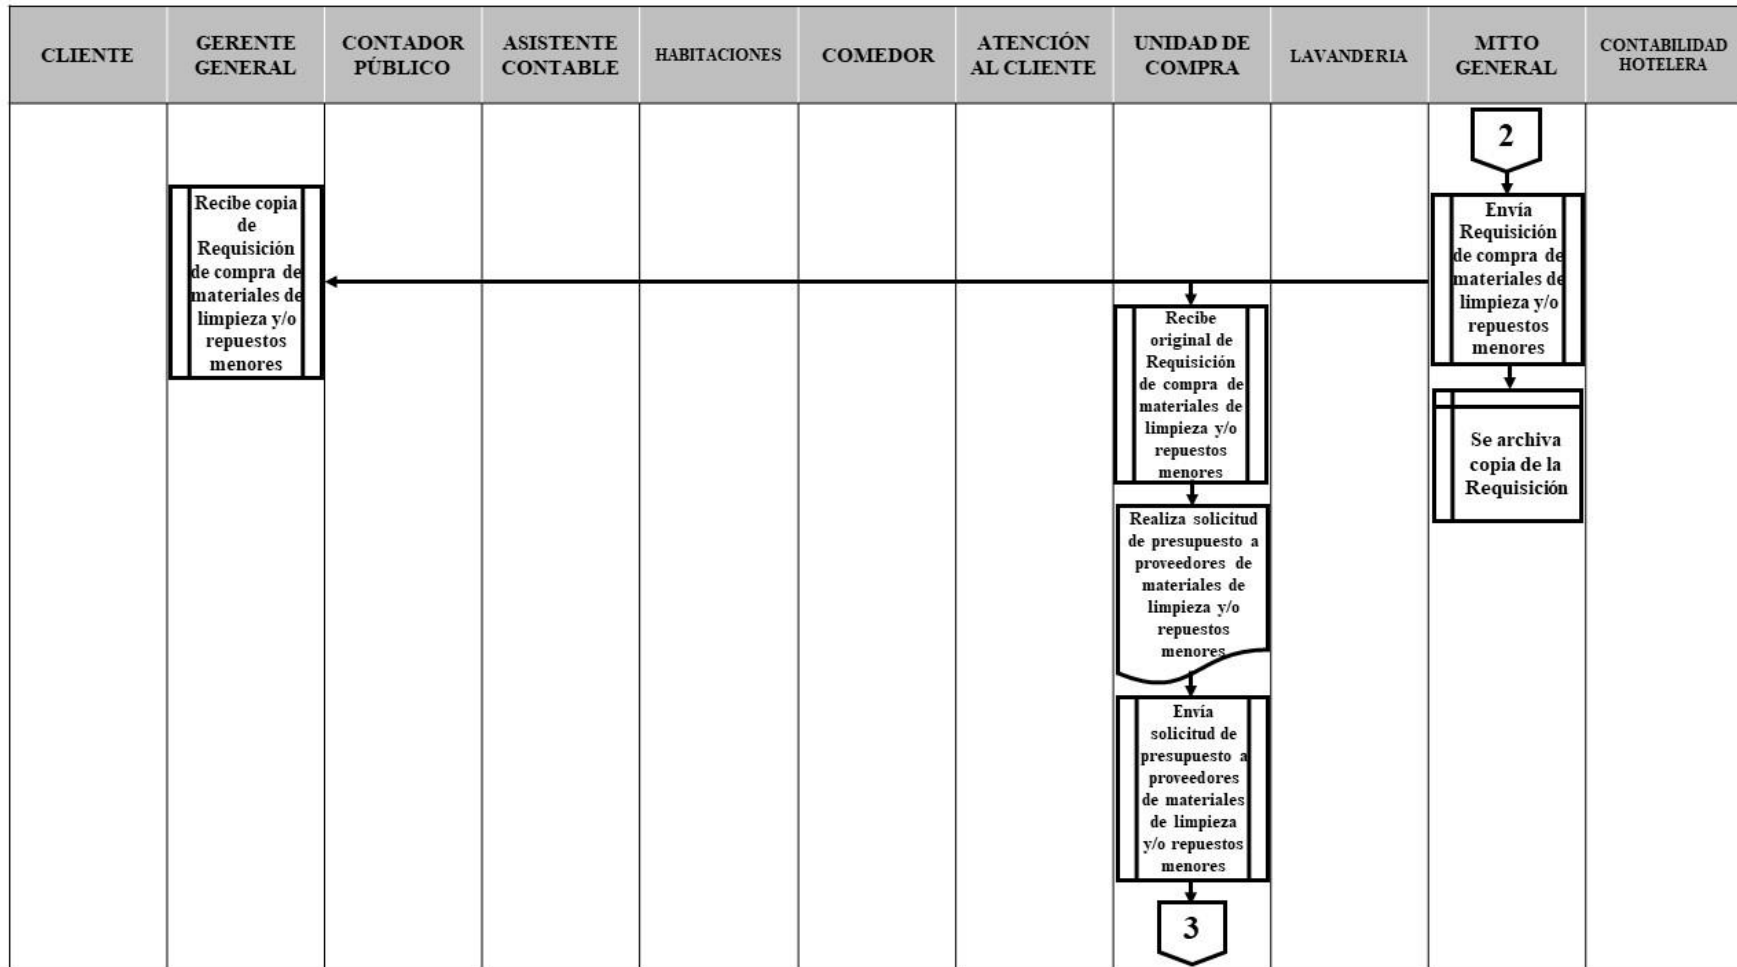 CLIENTE
GERENTE
GENERAL
CONTADOR
PÚBLICO
ASISTENTE
CONTABLE
HABITACIONES
COMEDOR
ATENCIÓN
AL CLIENTE
UNIDAD DE
COMPRA
LAVANDERIA
MTTO
GENERAL
CONTABILIDAD
HOTELERA
2
Envía
Requisición
de compra de
materiales de
limpieza y/o
repuestos
menores
Recibe copia
de
Requisición
de compra de
materiales de
limpieza y/o
repuestos
menores
Recibe
original de
Requisición
de compra de
materiales de
limpieza y/o
repuestos
menores
Se archiva
copia de la
Requisición
Realiza solicitud
de presupuesto a
proveedores de
materiales de
limpieza y/o
repuestos
menores
Envía
solicitud de
presupuesto a
proveedores
de materiales
de limpieza
y/o repuestos
menores
3